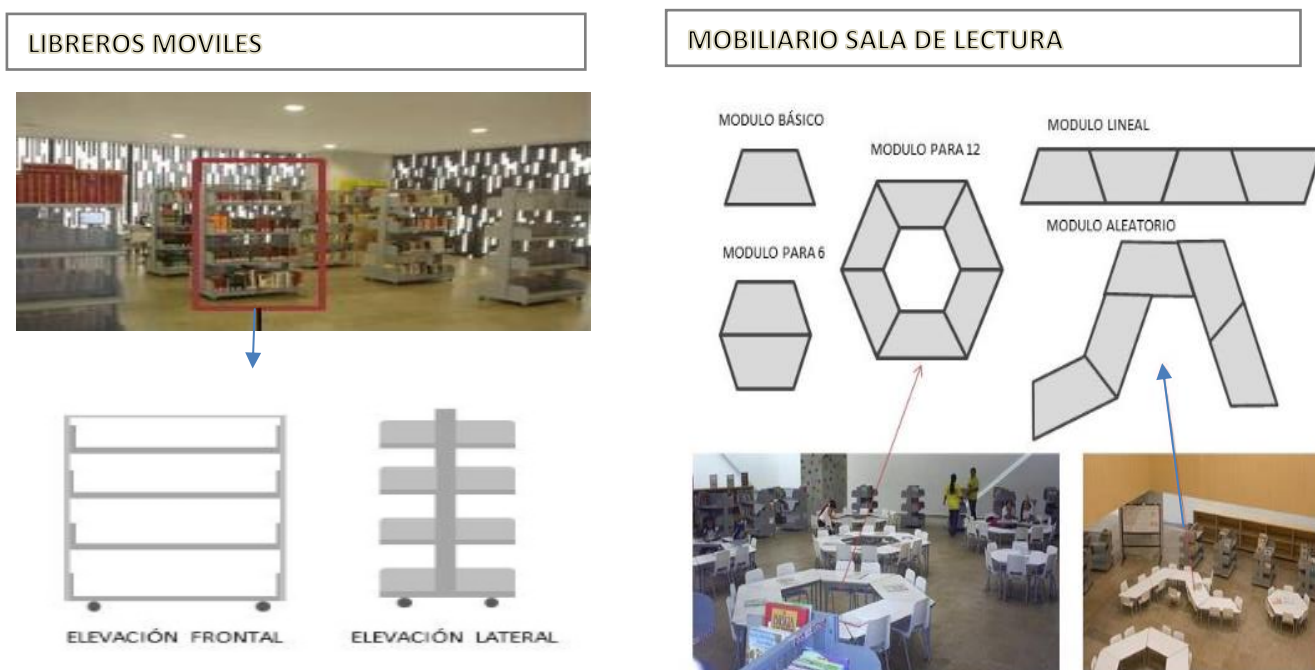 LIBREROS MOVILES
MOBILIARIO SALA DE LECTURA
MODULO BÁSICO
MODULO PARA 12
MODULO LINEAL
MODULO PARA 6
MODULO ALEATORIO
ELEVACIÓN FRONTAL
ELEVACIÓN LATERAL